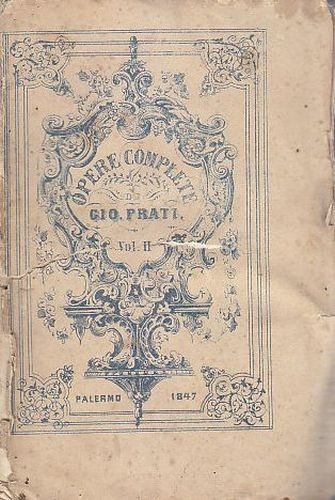 OPERE COMPLETE
DI
GIO. PRATI.
Vol. II
PALERMO 1847